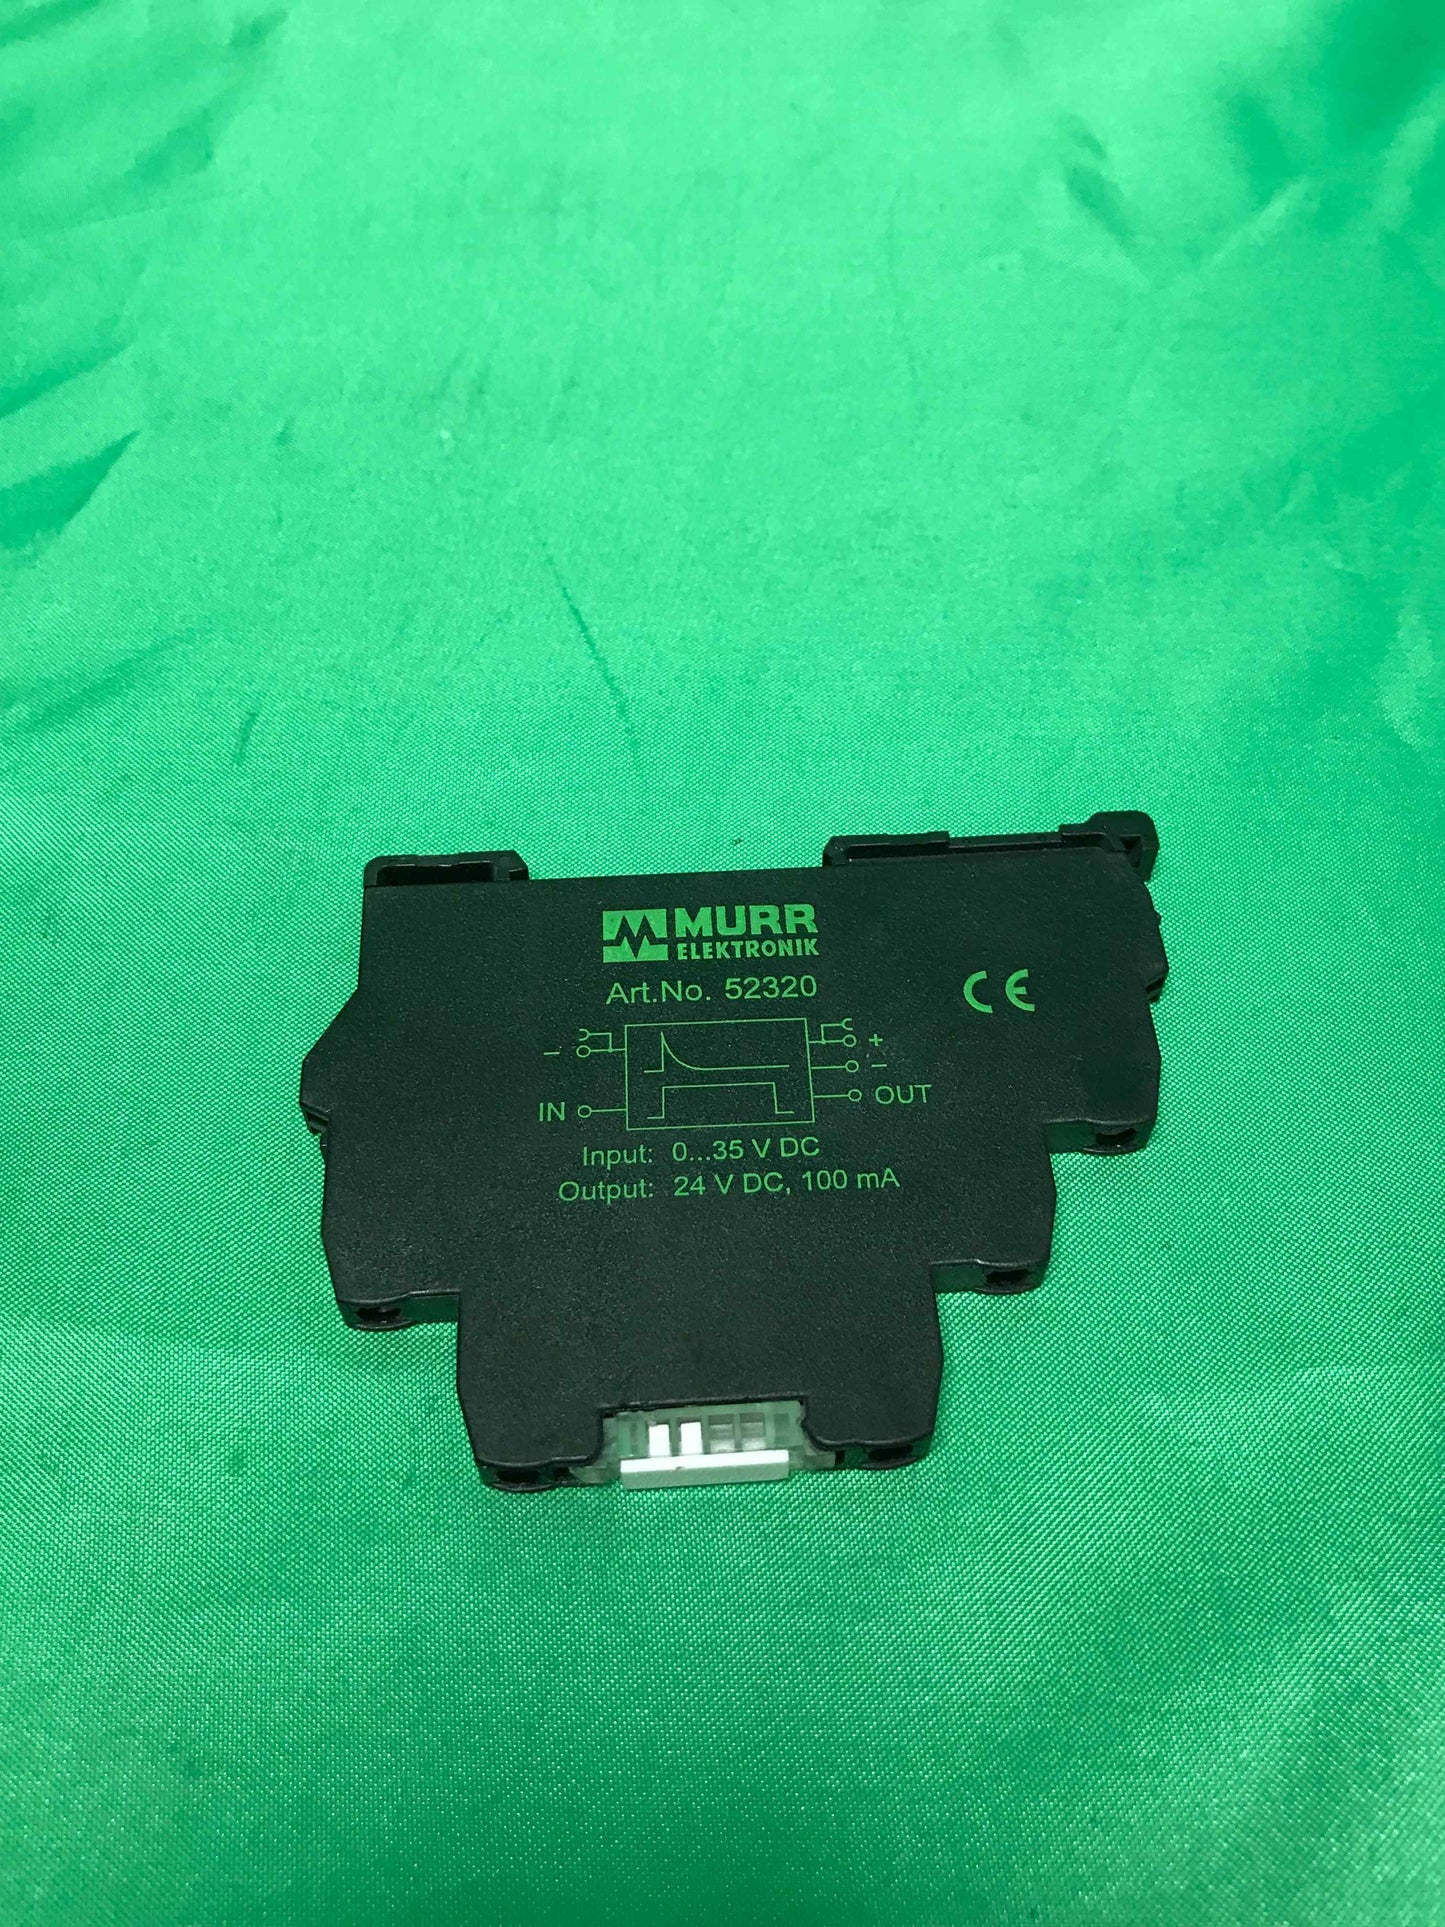 MURR
ELEKTRONIK
Art.No. 52320
CE
- +
-
IN OUT
Input: 0...35 V DC
Output: 24 V DC, 100 mA